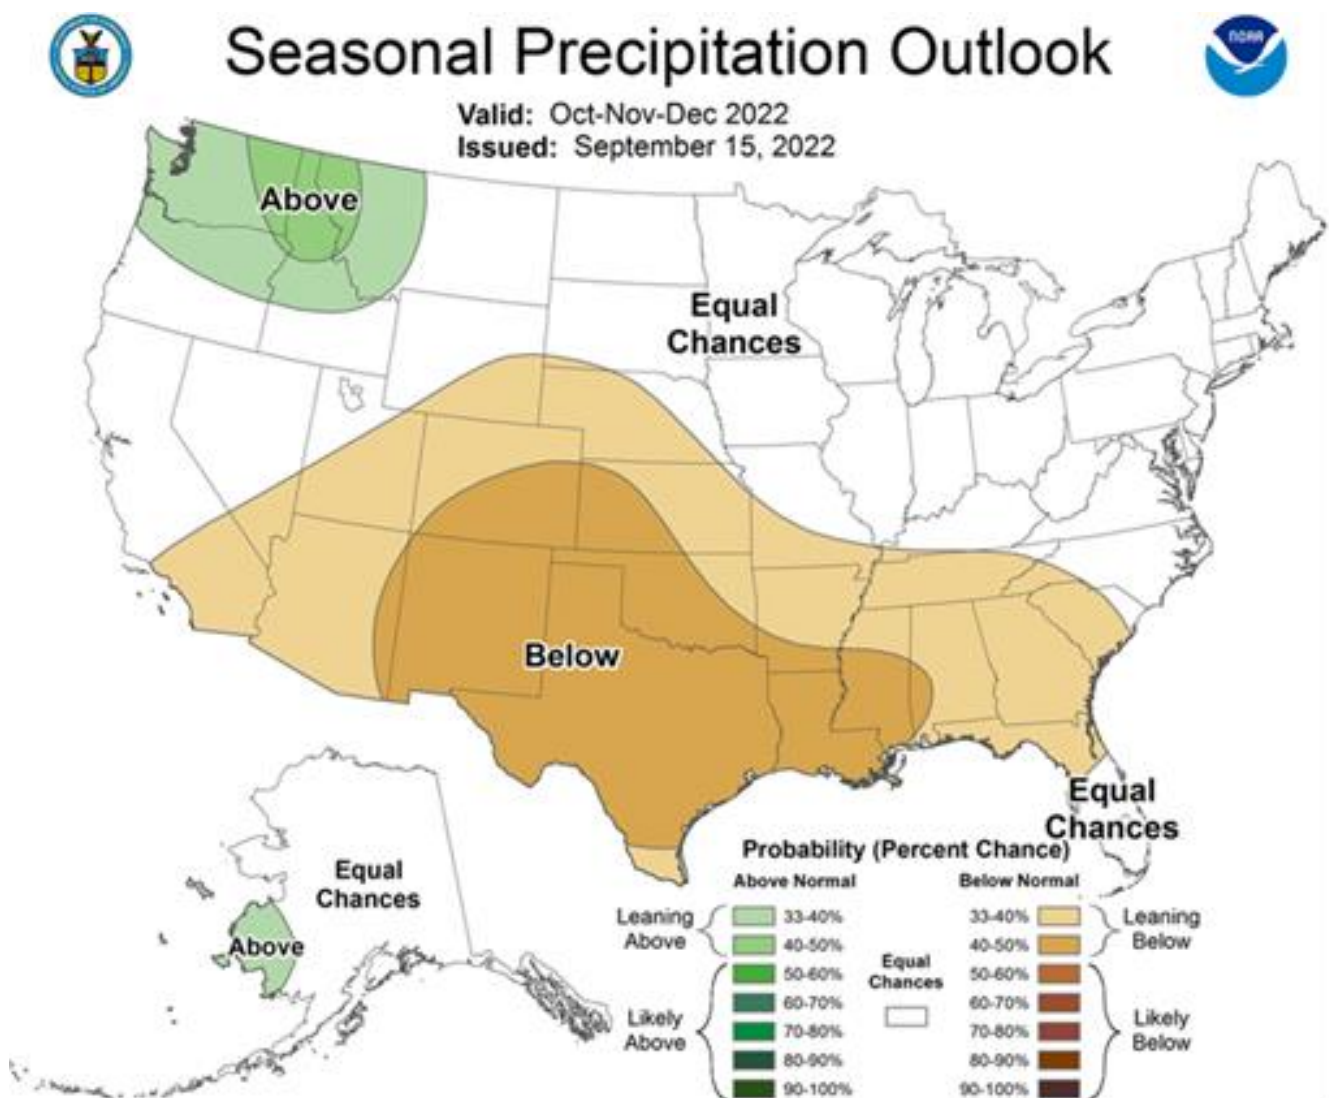 Seasonal Precipitation Outlook
NOAA
Valid: Oct-Nov-Dec 2022
Issued: September 15, 2022
Above
Equal
Chances
Below
Equal
Chances
Equal
Chances
Above
Probability (Percent Chance)
Above Normal
Below Normal
Leaning
Above
33-40%
40-50%
Likely
Above
50-60%
60-70%
70-80%
80-90%
90-100%
Equal
Chances
33-40%
40-50%
Leaning
Below
50-60%
60-70%
70-80%
80-90%
90-100%
Likely
Below